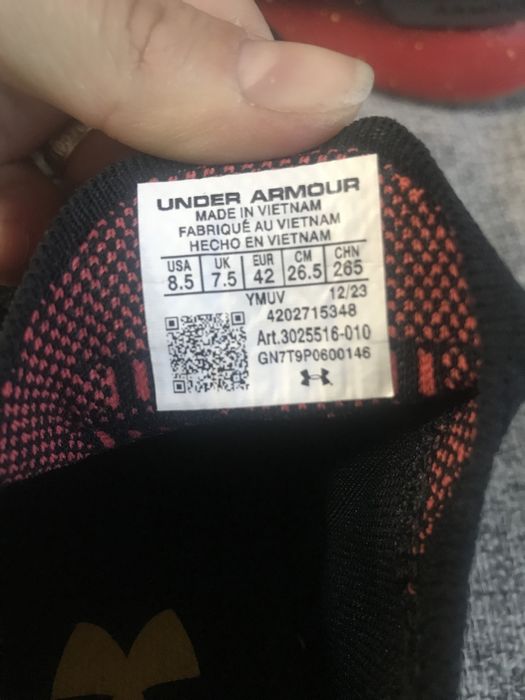 UNDER ARMOUR
MADE IN VIETNAM
FABRIQUÉ AU VIETNAM
HECHO EN VIETNAM
USA UK EUR CM CHN
8.5 7.5 42 26.5 265
YMUV 12/23
4202715348
Art.3025516-010
GN7T9P0600146